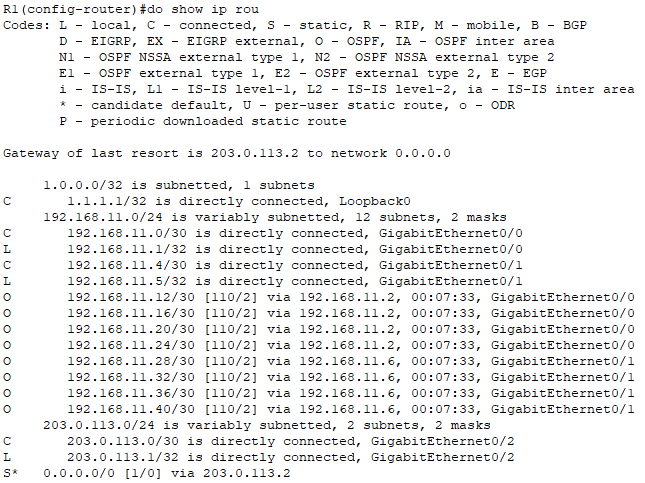 R1(config-router)#do show ip rou
Codes: L - local, C - connected, S - static, R - RIP, M - mobile, B - BGP
       D - EIGRP, EX - EIGRP external, O - OSPF, IA - OSPF inter area
       N1 - OSPF NSSA external type 1, N2 - OSPF NSSA external type 2
       E1 - OSPF external type 1, E2 - OSPF external type 2, E - EGP
       i - IS-IS, L1 - IS-IS level-1, L2 - IS-IS level-2, ia - IS-IS inter area
       * - candidate default, U - per-user static route, o - ODR
       P - periodic downloaded static route

Gateway of last resort is 203.0.113.2 to network 0.0.0.0

     1.0.0.0/32 is subnetted, 1 subnets
C       1.1.1.1/32 is directly connected, Loopback0
     192.168.11.0/24 is variably subnetted, 12 subnets, 2 masks
C       192.168.11.0/30 is directly connected, GigabitEthernet0/0
L       192.168.11.1/32 is directly connected, GigabitEthernet0/0
C       192.168.11.4/30 is directly connected, GigabitEthernet0/1
L       192.168.11.5/32 is directly connected, GigabitEthernet0/1
O       192.168.11.12/30 [110/2] via 192.168.11.2, 00:07:33, GigabitEthernet0/0
O       192.168.11.16/30 [110/2] via 192.168.11.2, 00:07:33, GigabitEthernet0/0
O       192.168.11.20/30 [110/2] via 192.168.11.2, 00:07:33, GigabitEthernet0/0
O       192.168.11.24/30 [110/2] via 192.168.11.2, 00:07:33, GigabitEthernet0/0
O       192.168.11.28/30 [110/2] via 192.168.11.6, 00:07:33, GigabitEthernet0/1
O       192.168.11.32/30 [110/2] via 192.168.11.6, 00:07:33, GigabitEthernet0/1
O       192.168.11.36/30 [110/2] via 192.168.11.6, 00:07:33, GigabitEthernet0/1
O       192.168.11.40/30 [110/2] via 192.168.11.6, 00:07:33, GigabitEthernet0/1
     203.0.113.0/24 is variably subnetted, 2 subnets, 2 masks
C       203.0.113.0/30 is directly connected, GigabitEthernet0/2
L       203.0.113.1/32 is directly connected, GigabitEthernet0/2
S*   0.0.0.0/0 [1/0] via 203.0.113.2